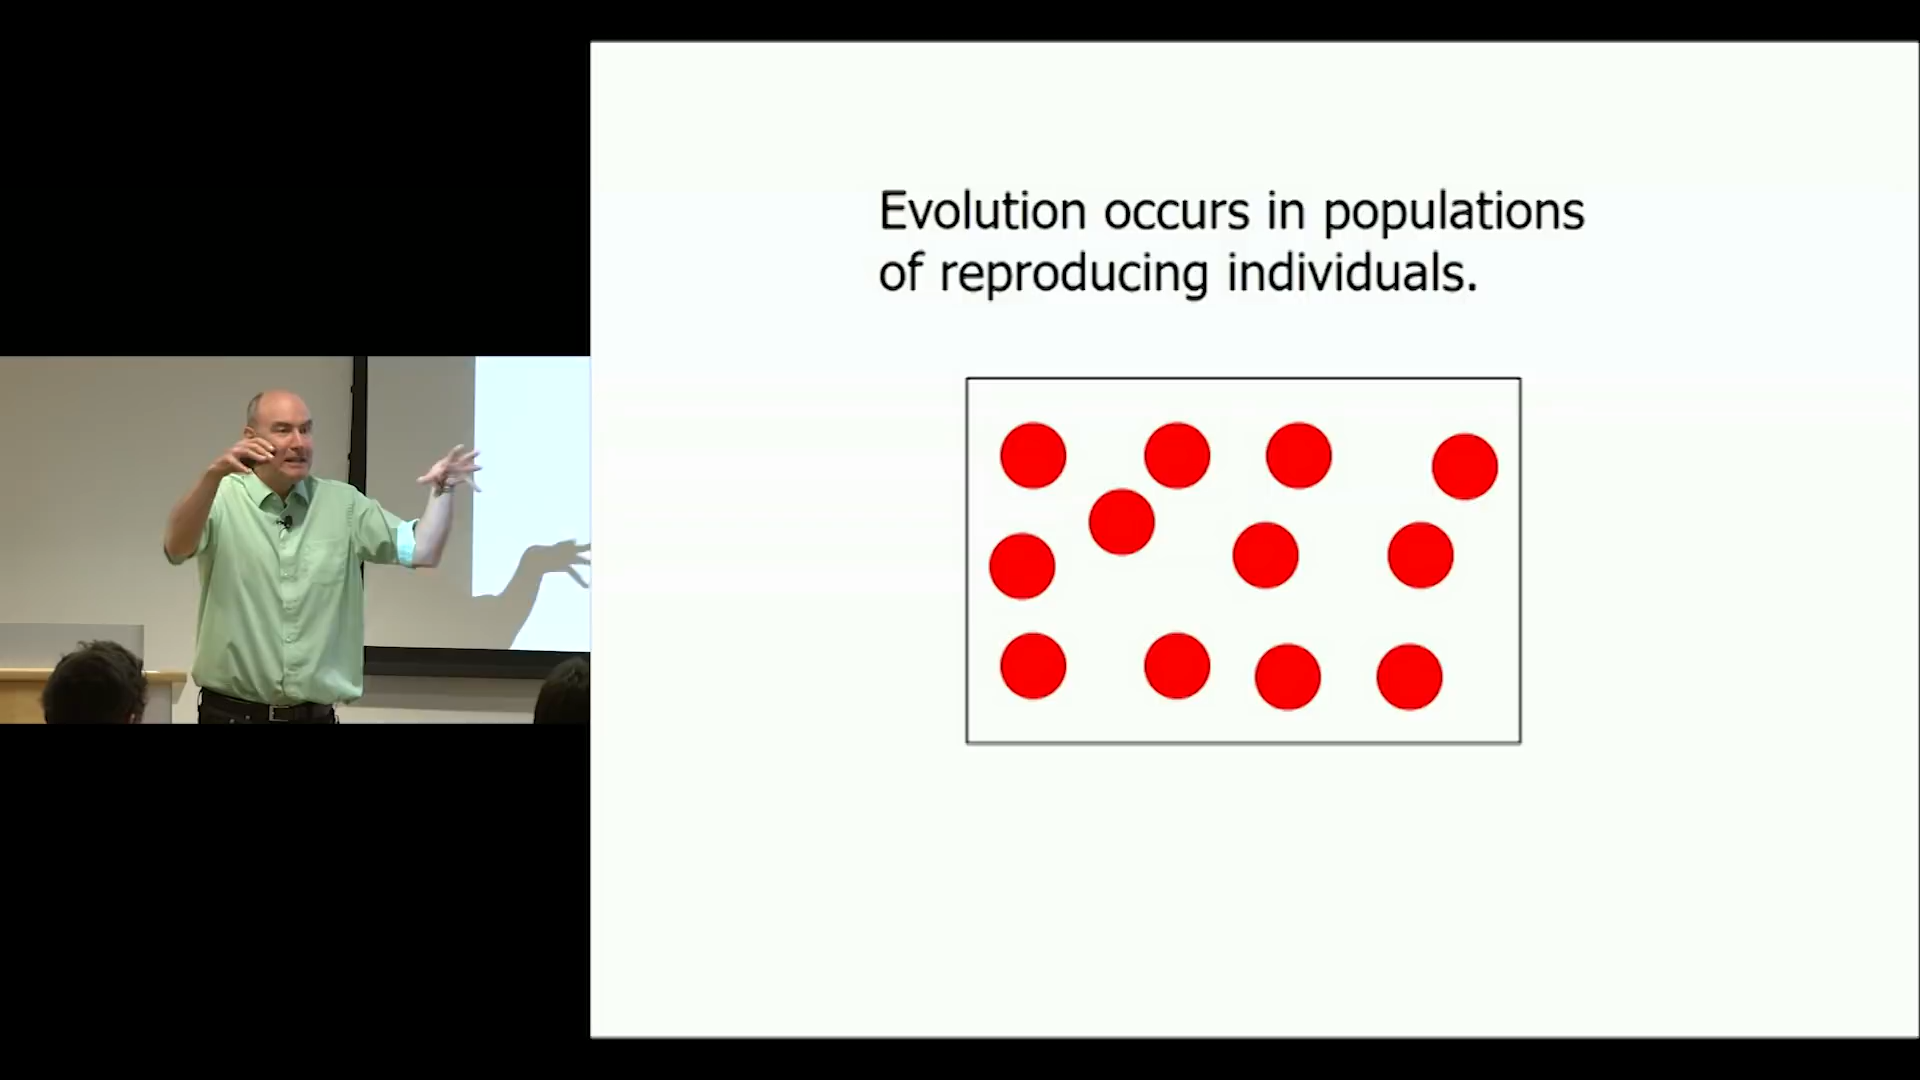 Evolution occurs in populations
of reproducing individuals.